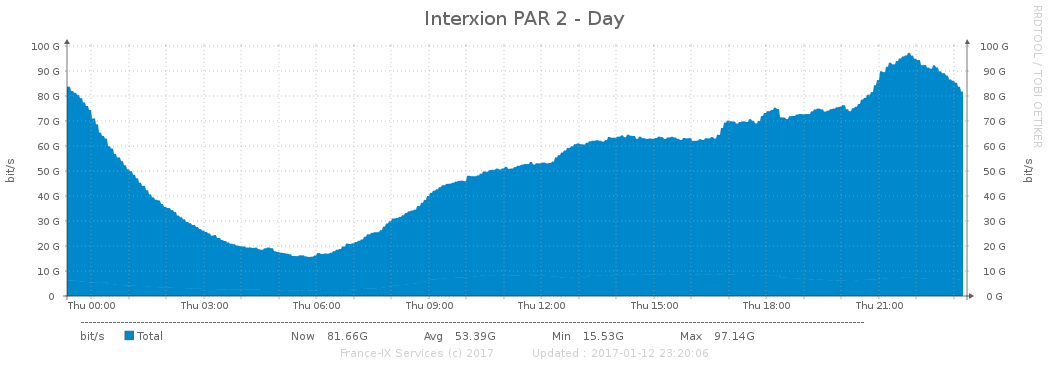 Interxion PAR 2 - Day
RRDTOOL / TOBI OETIKER
100 G 100 G
90 G 90 G
80 G 80 G
70 G 70 G
60 G 60 G
50 G 50 G
40 G 40 G
30 G 30 G
20 G 20 G
10 G 10 G
0 0 G
bit/s bit/s
Thu 00:00 Thu 03:00 Thu 06:00 Thu 09:00 Thu 12:00 Thu 15:00 Thu 18:00 Thu 21:00
bit/s Total Now 81.66G Avg 53.39G Min 15.53G Max 97.14G
France-IX Services (c) 2017 Updated : 2017-01-12 23:20:06